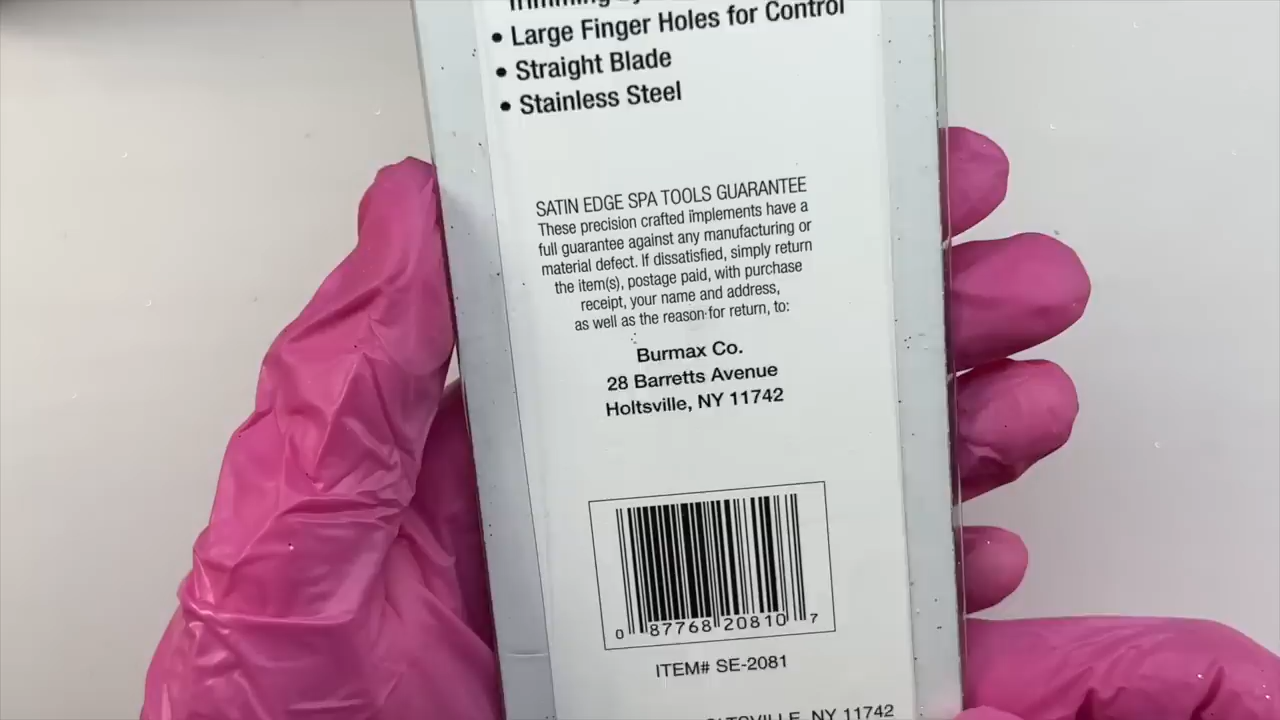 Trimming
• Large Finger Holes for Control
• Straight Blade
• Stainless Steel
SATIN EDGE SPA TOOLS GUARANTEE
These precision crafted implements have a
full guarantee against any manufacturing or
material defect. If dissatisfied, simply return
the item(s), postage paid, with purchase
receipt, your name and address,
as well as the reason for return, to:
Burmax Co.
28 Barretts Avenue
Holtsville, NY 11742
0 87768 20810 7
ITEM# SE-2081
NY 11742